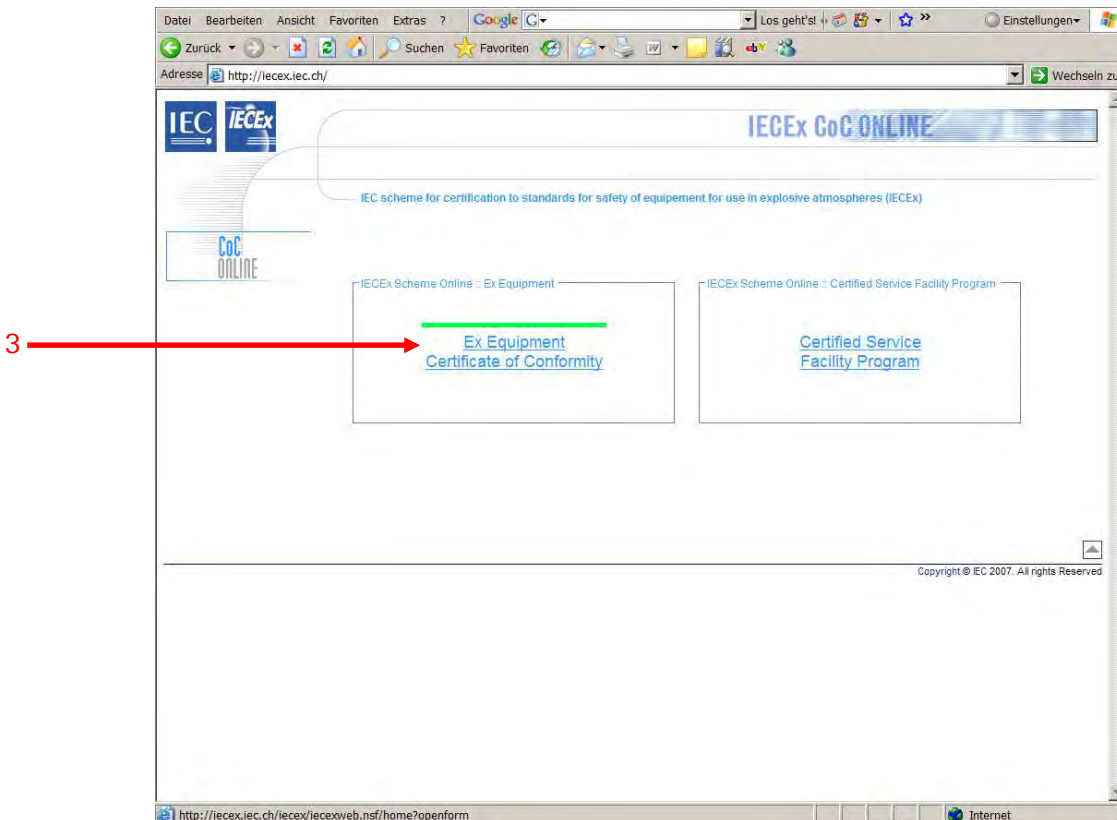 Datei Bearbeiten Ansicht Favoriten Extras ? Google G Los geht's! » Einstellungen
Zurück Suchen Favoriten
Adresse http://iecex.iec.ch/ Wechseln zu
IEC IECEx
IECEx CoC ONLINE
IEC scheme for certification to standards for safety of equipement for use in explosive atmospheres (IECEx)
CoC
ONLINE
IECEx Scheme Online :: Ex Equipment
IECEx Scheme Online :: Certified Service Facility Program
3
Ex Equipment
Certificate of Conformity
Certified Service
Facility Program
Copyright © IEC 2007. All rights Reserved
http://iecex.iec.ch/iecex/iecexweb.nsf/home?openform Internet